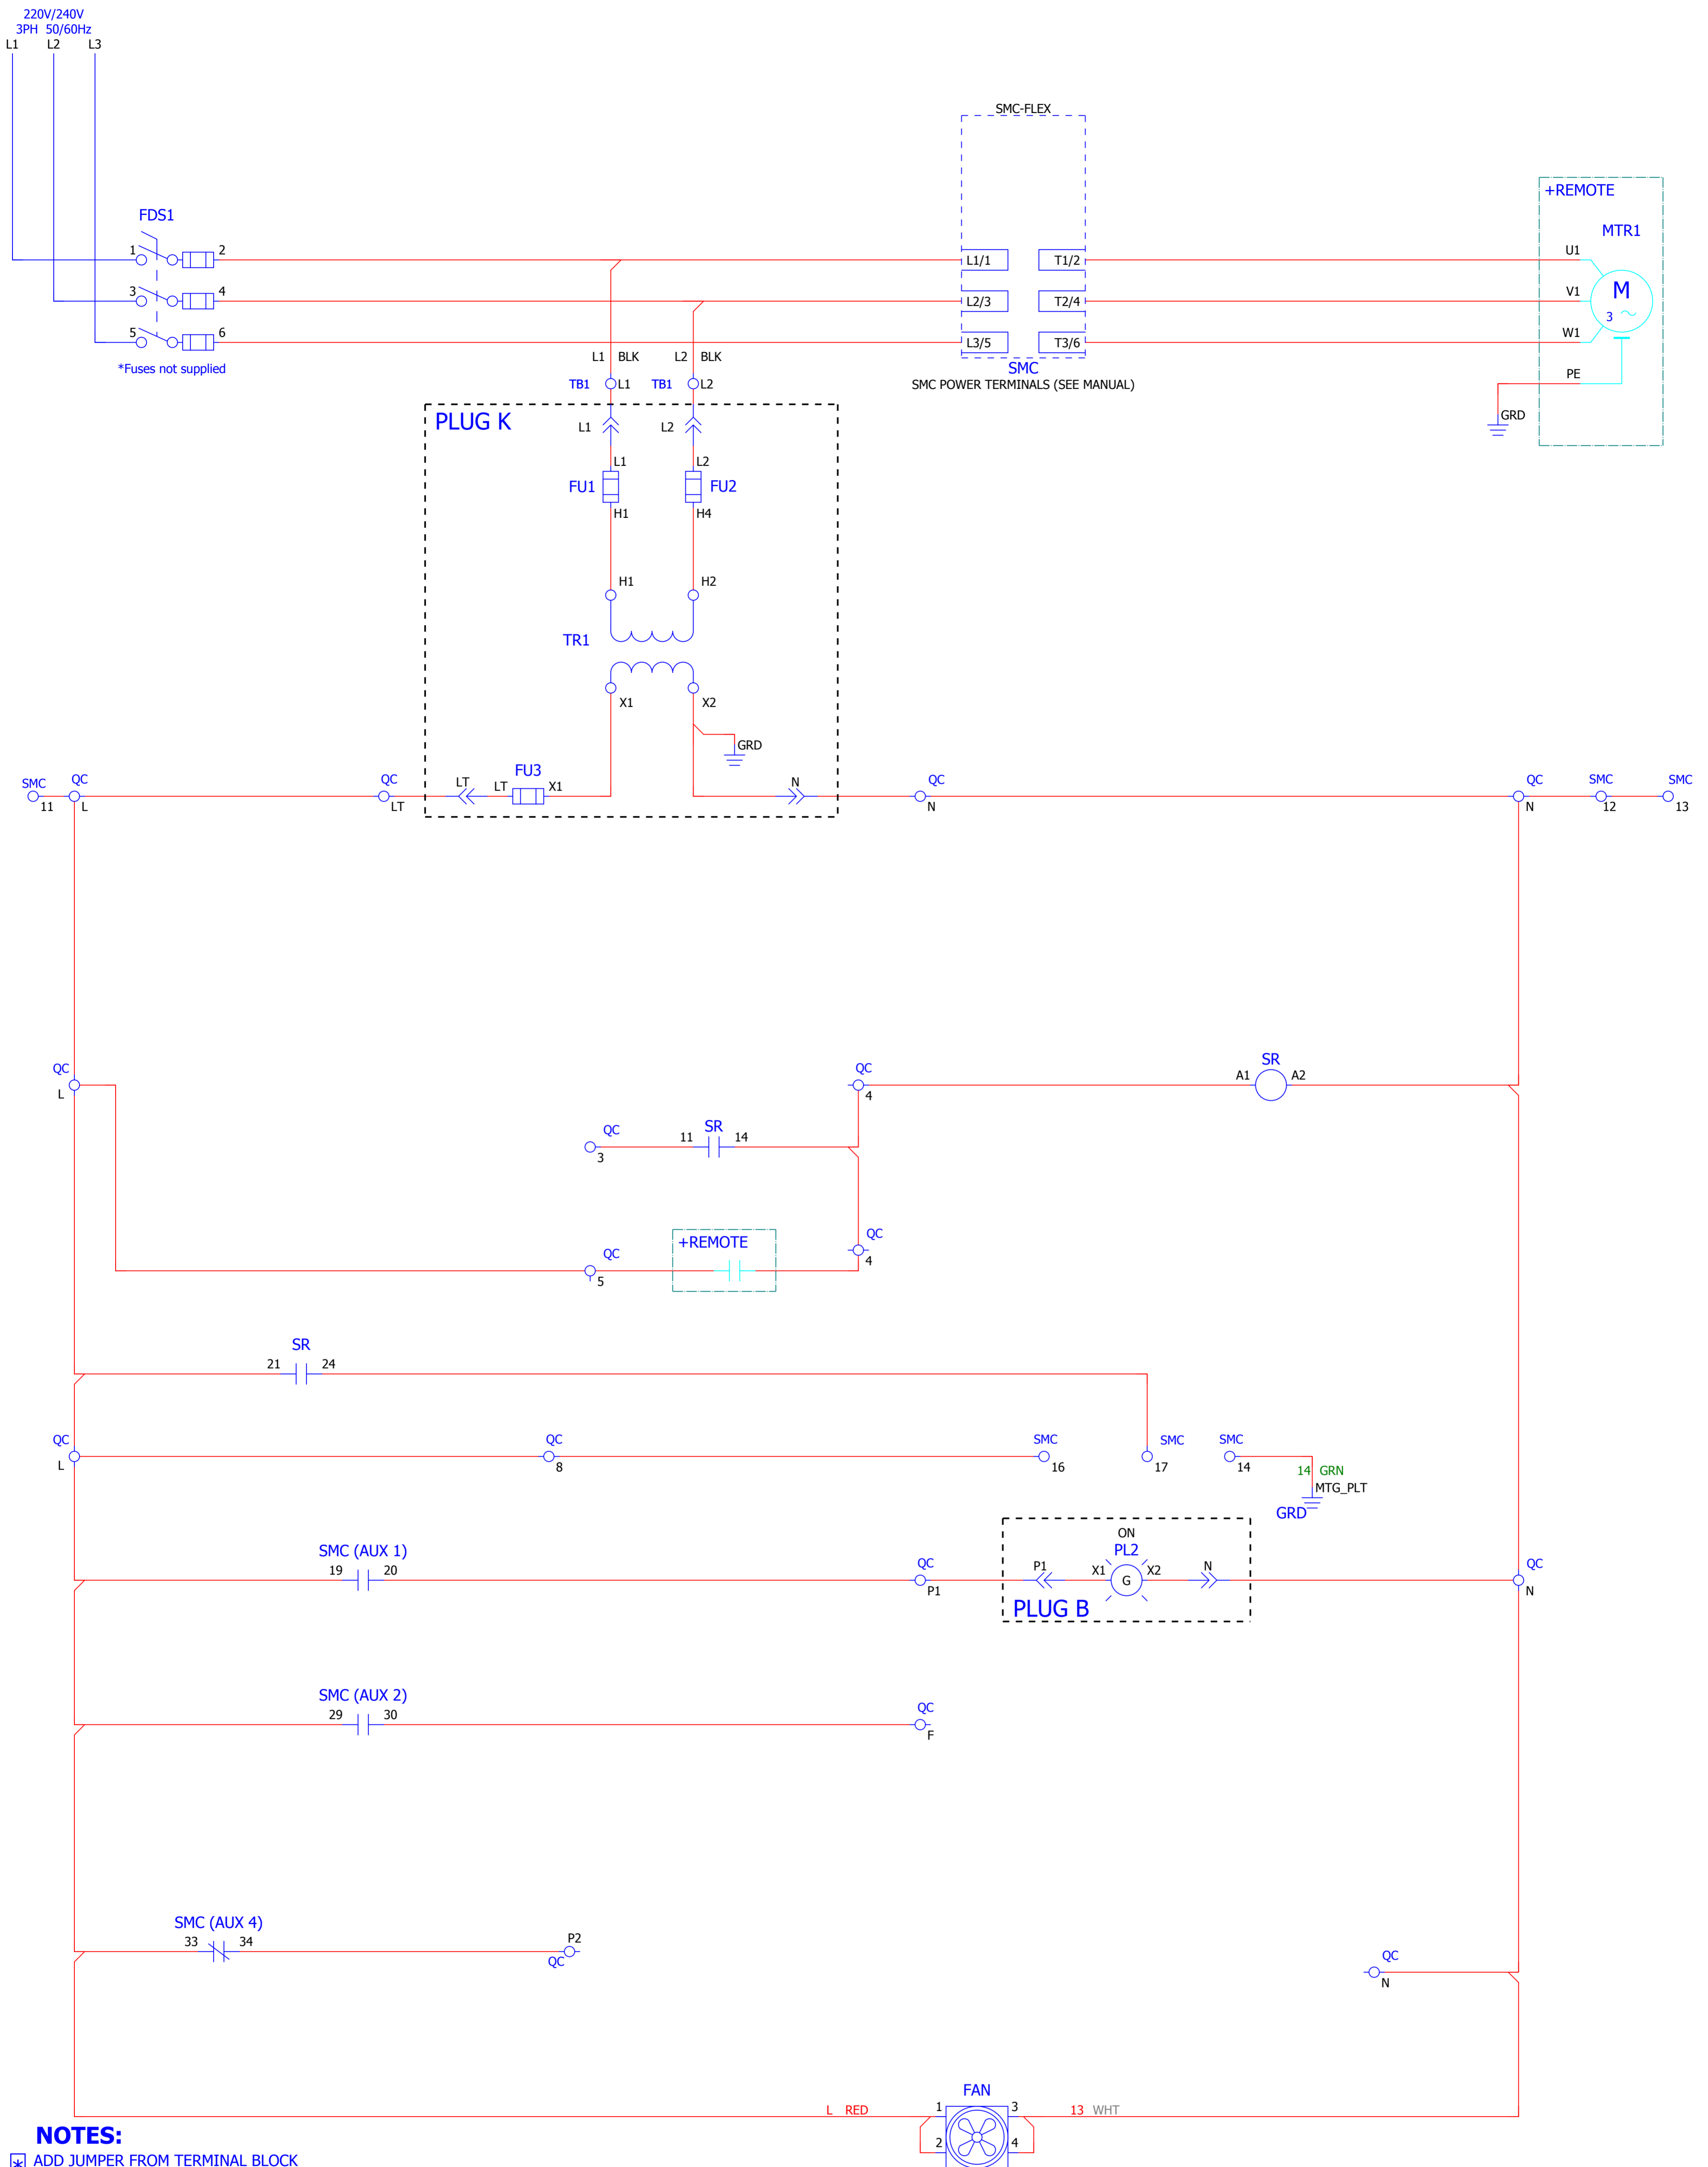 220V/240V
3PH 50/60Hz
L1 L2 L3
SMC-FLEX
+REMOTE
FDS1
MTR1
1 2 L1/1 T1/2 U1
3 4 L2/3 T2/4 V1
M
3
5 6 L3/5 T3/6 W1
*Fuses not supplied
L1 BLK L2 BLK
SMC
SMC POWER TERMINALS (SEE MANUAL)
PE
TB1 L1 TB1 L2
GRD
PLUG K
L1 L2
L1 L2
FU1 FU2
H1 H4
H1 H2
TR1
X1 X2
GRD
SMC QC QC LT LT FU3 X1 N QC QC SMC SMC
11 L LT N N 12 13
QC QC SR
L 4 A1 A2
QC SR
3 11 14
QC
4
QC +REMOTE
5
SR
21 24
QC QC SMC SMC SMC
L 8 16 17 14
14 GRN
MTG_PLT
GRD
SMC (AUX 1)
19 20
QC
P1
ON
PL2
P1 X1 G X2 N
PLUG B
QC
N
SMC (AUX 2)
29 30
QC
F
SMC (AUX 4)
33 34
P2
QC
QC
N
FAN
L RED 1 3 13 WHT
2 4
NOTES:
* ADD JUMPER FROM TERMINAL BLOCK